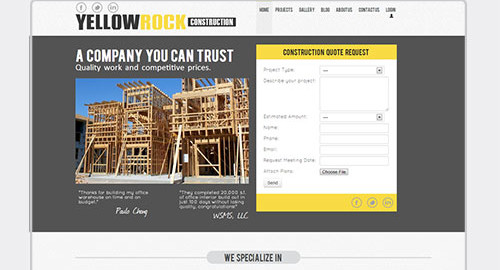 YELLOWROCK CONSTRUCTION
HOME PROJECTS GALLERY BLOG ABOUT US CONTACT US LOGIN
A COMPANY YOU CAN TRUST
Quality work and competitive prices.
"Thanks for building my office
warehouse on time and on
budget."
Paulo Chang
"They completed 20,000 s.f.
of office interior build out in
just 100 days without losing
quality, congratulations!"
WSMS, LLC
CONSTRUCTION QUOTE REQUEST
Project Type:
---
Describe your project:
Estimated Amount:
---
Name:
Phone:
Email:
Request Meeting Date:
Attach Plans:
Choose File
Send
WE SPECIALIZE IN